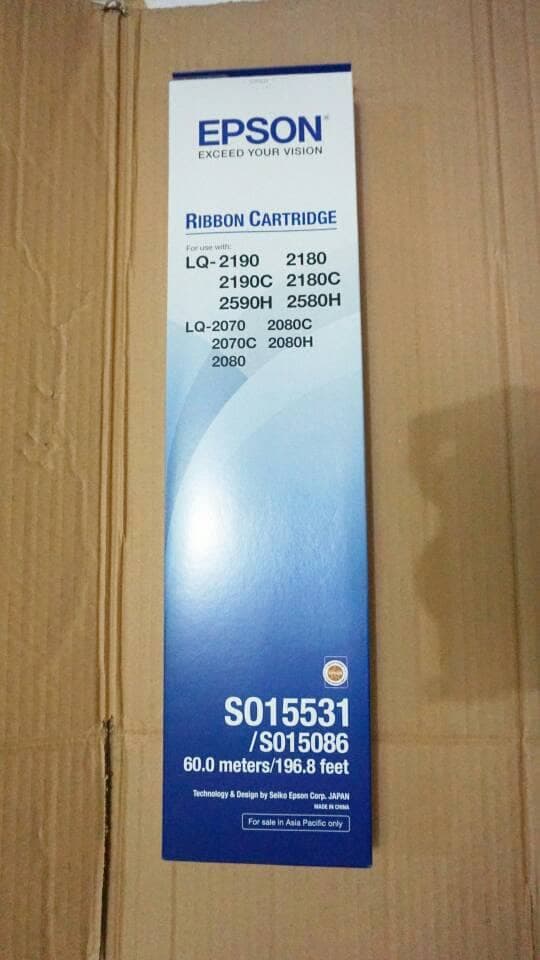 EPSON
EXCEED YOUR VISION
RIBBON CARTRIDGE
For use with:
LQ-2190 2180
2190C 2180C
2590H 2580H
LQ-2070 2080C
2070C 2080H
2080
S015531
/S015086
60.0 meters/196.8 feet
Technology & Design by Seiko Epson Corp. JAPAN
MADE IN CHINA
For sale in Asia Pacific only